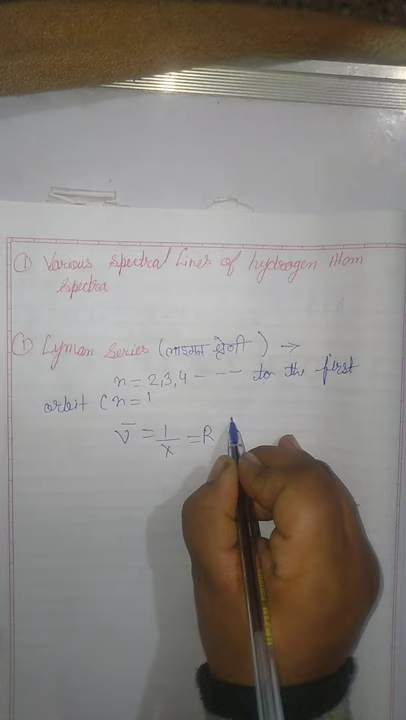 ① Various spectral Lines of hydrogen Atom
Spectra
① Lyman Series (लाइमन श्रेणी) →
n = 2,3,4 - - - to the first
orbit (n = 1
ν̅ = 1/λ = R